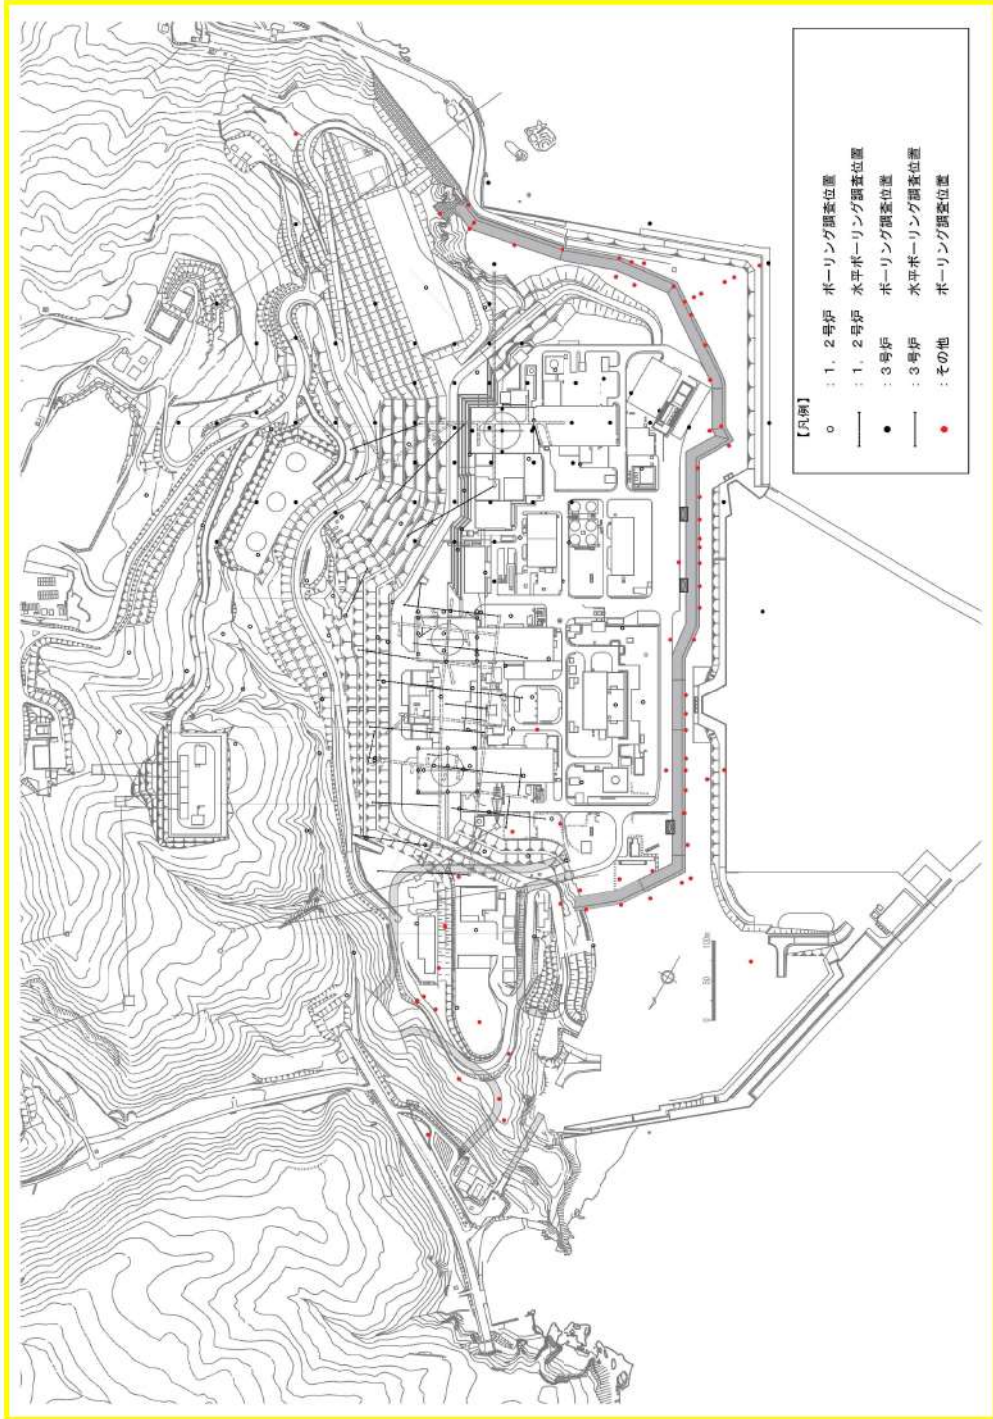 【凡例】
○ : 1, 2号炉 ボーリング調査位置
: 1, 2号炉 水平ボーリング調査位置
● : 3号炉 ボーリング調査位置
: 3号炉 水平ボーリング調査位置
● : その他 ボーリング調査位置
0 50 100m